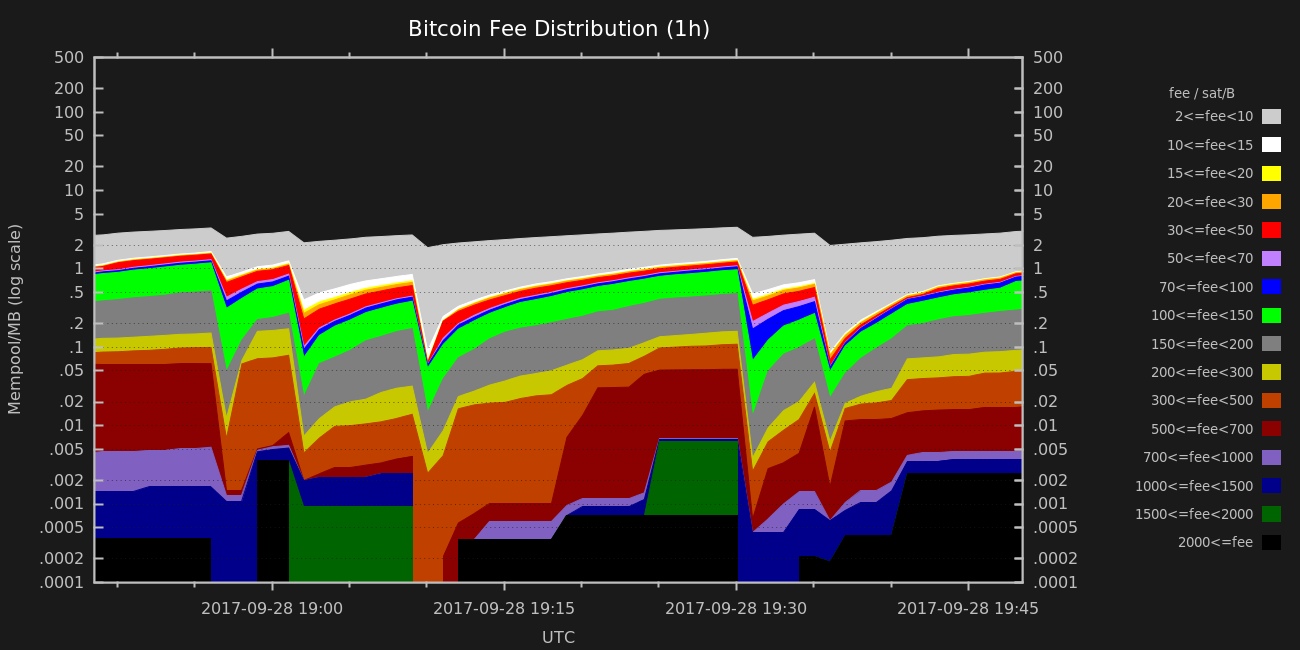 Bitcoin Fee Distribution (1h)
Mempool/MB (log scale)
500
200
100
50
20
10
5
2
1
.5
.2
.1
.05
.02
.01
.005
.002
.001
.0005
.0002
.0001
500
200
100
50
20
10
5
2
1
.5
.2
.1
.05
.02
.01
.005
.002
.001
.0005
.0002
.0001
2017-09-28 19:00
2017-09-28 19:15
2017-09-28 19:30
2017-09-28 19:45
UTC
fee / sat/B
2<=fee<10
10<=fee<15
15<=fee<20
20<=fee<30
30<=fee<50
50<=fee<70
70<=fee<100
100<=fee<150
150<=fee<200
200<=fee<300
300<=fee<500
500<=fee<700
700<=fee<1000
1000<=fee<1500
1500<=fee<2000
2000<=fee